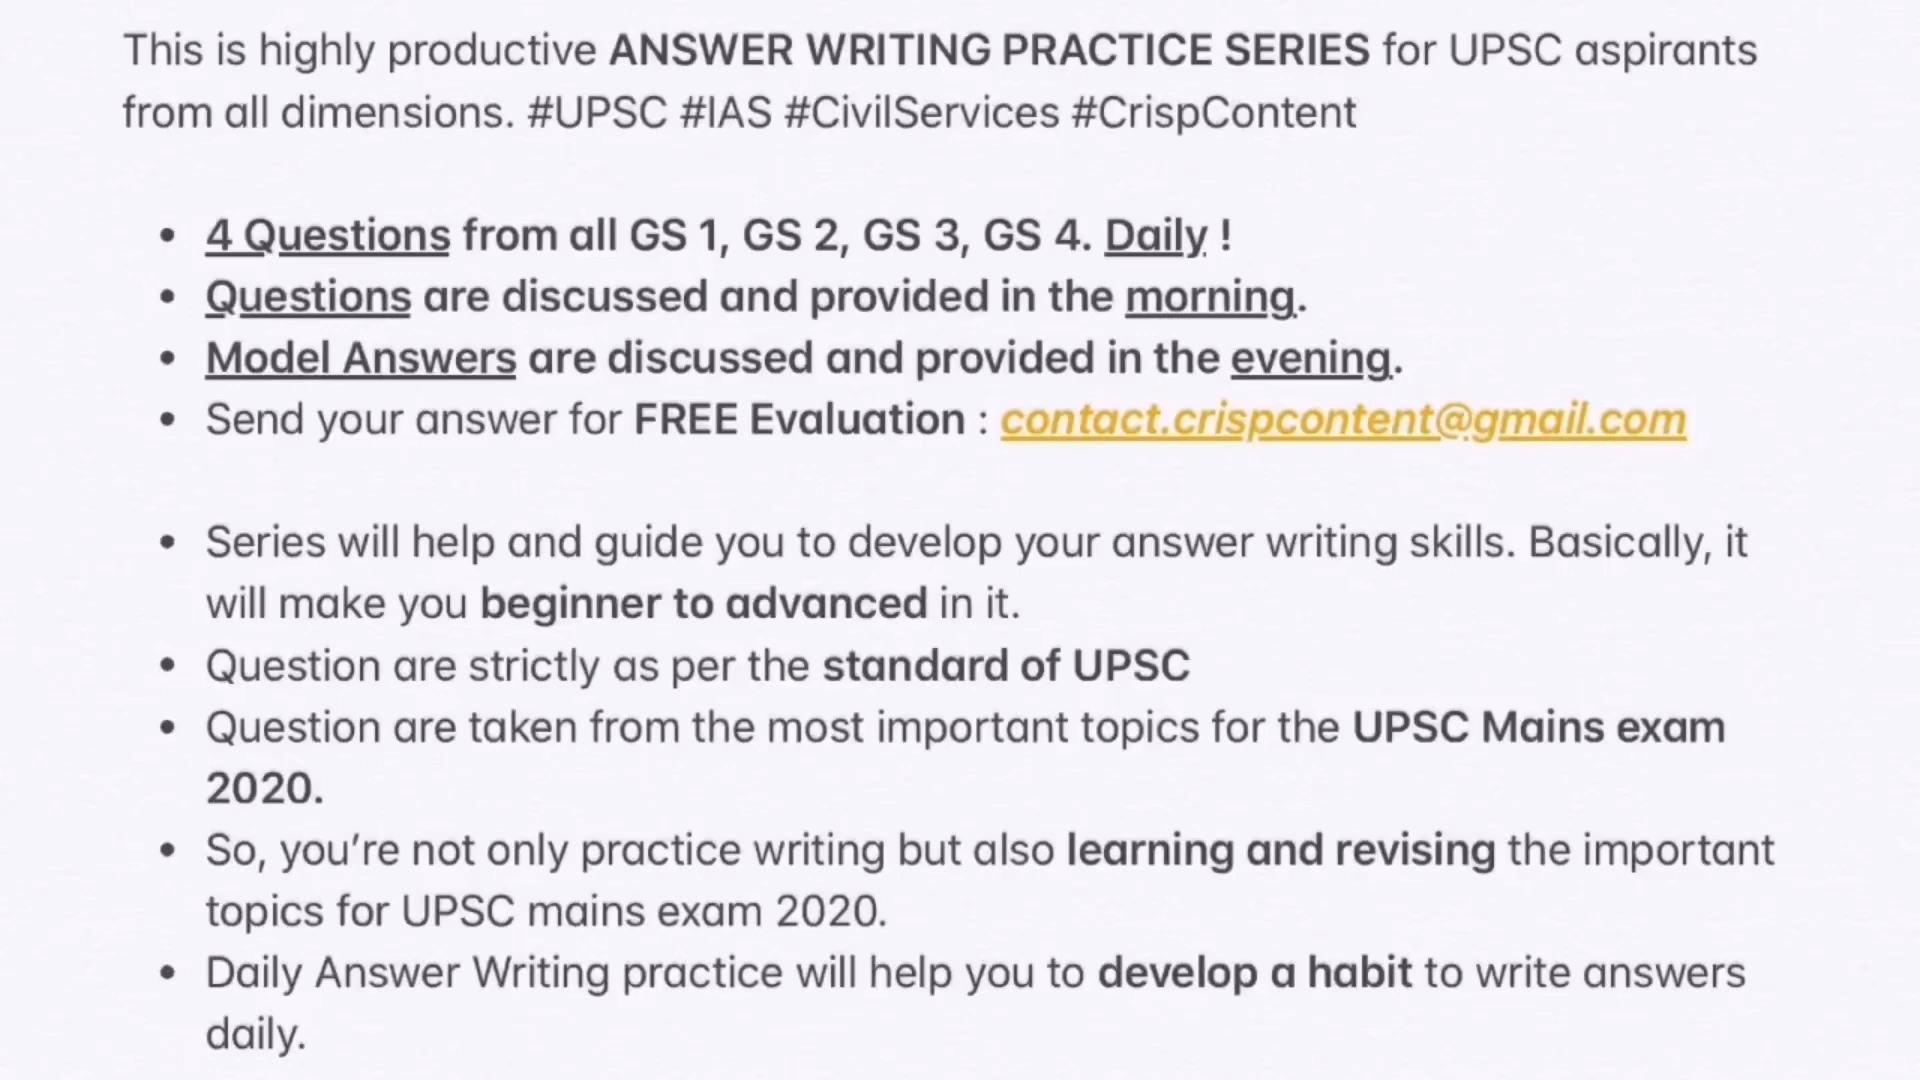 This is highly productive ANSWER WRITING PRACTICE SERIES for UPSC aspirants
from all dimensions. #UPSC #IAS #CivilServices #CrispContent
• 4 Questions from all GS 1, GS 2, GS 3, GS 4. Daily !
• Questions are discussed and provided in the morning.
• Model Answers are discussed and provided in the evening.
• Send your answer for FREE Evaluation : contact.crispcontent@gmail.com
• Series will help and guide you to develop your answer writing skills. Basically, it
will make you beginner to advanced in it.
• Question are strictly as per the standard of UPSC
• Question are taken from the most important topics for the UPSC Mains exam
2020.
• So, you’re not only practice writing but also learning and revising the important
topics for UPSC mains exam 2020.
• Daily Answer Writing practice will help you to develop a habit to write answers
daily.